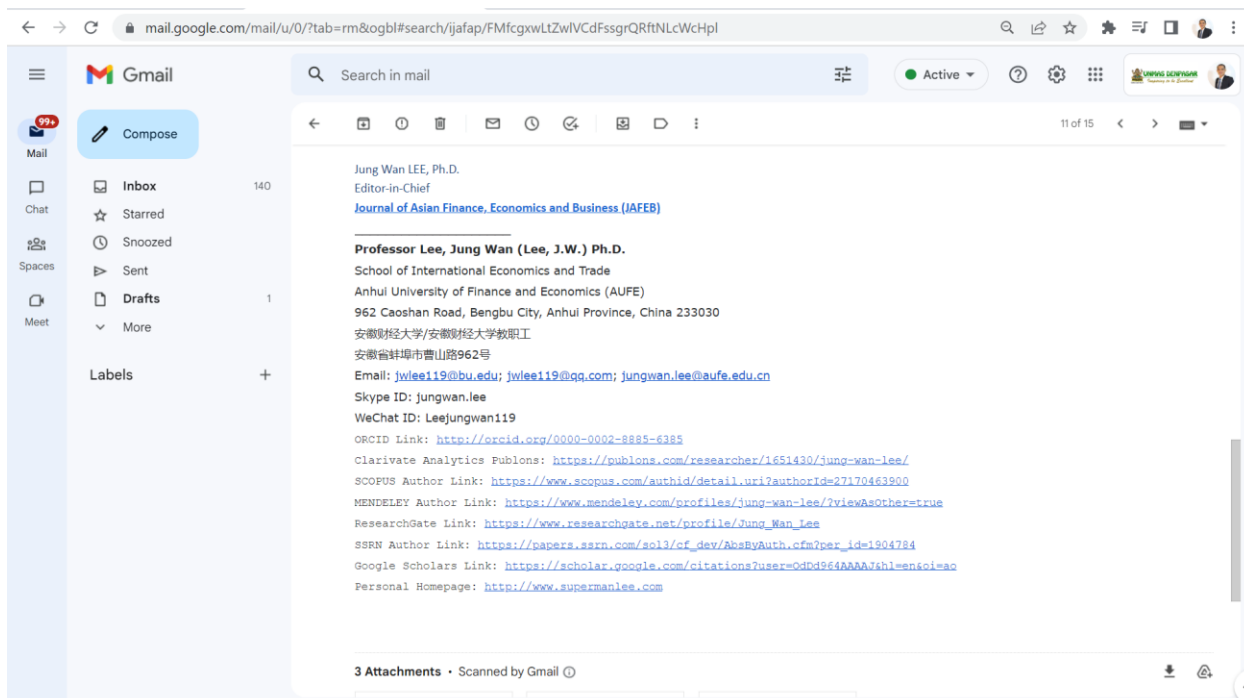 mail.google.com/mail/u/0/?tab=rm&ogbl#search/ijafap/FMfcgxwLtZwlVCdFssgrQRftNLcWcHpl
Gmail
Search in mail
Active
UNMAS DENPASAR
99+
Mail
Compose
11 of 15
Chat
Spaces
Meet
Inbox 140
Starred
Snoozed
Sent
Drafts 1
More
Labels
Jung Wan LEE, Ph.D.
Editor-in-Chief
Journal of Asian Finance, Economics and Business (JAFEB)
Professor Lee, Jung Wan (Lee, J.W.) Ph.D.
School of International Economics and Trade
Anhui University of Finance and Economics (AUFE)
962 Caoshan Road, Bengbu City, Anhui Province, China 233030
安徽财经大学/安徽财经大学教职工
安徽省蚌埠市曹山路962号
Email: jwlee119@bu.edu; jwlee119@qq.com; jungwan.lee@aufe.edu.cn
Skype ID: jungwan.lee
WeChat ID: Leejungwan119
ORCID Link: http://orcid.org/0000-0002-8885-6385
Clarivate Analytics Publons: https://publons.com/researcher/1651430/jung-wan-lee/
SCOPUS Author Link: https://www.scopus.com/authid/detail.uri?authorId=27170463900
MENDELEY Author Link: https://www.mendeley.com/profiles/jung-wan-lee/?viewAsOther=true
ResearchGate Link: https://www.researchgate.net/profile/Jung_Wan_Lee
SSRN Author Link: https://papers.ssrn.com/sol3/cf_dev/AbsByAuth.cfm?per_id=1904784
Google Scholars Link: https://scholar.google.com/citations?user=OdDd964AAAAJ&hl=en&oi=ao
Personal Homepage: http://www.supermanlee.com
3 Attachments • Scanned by Gmail